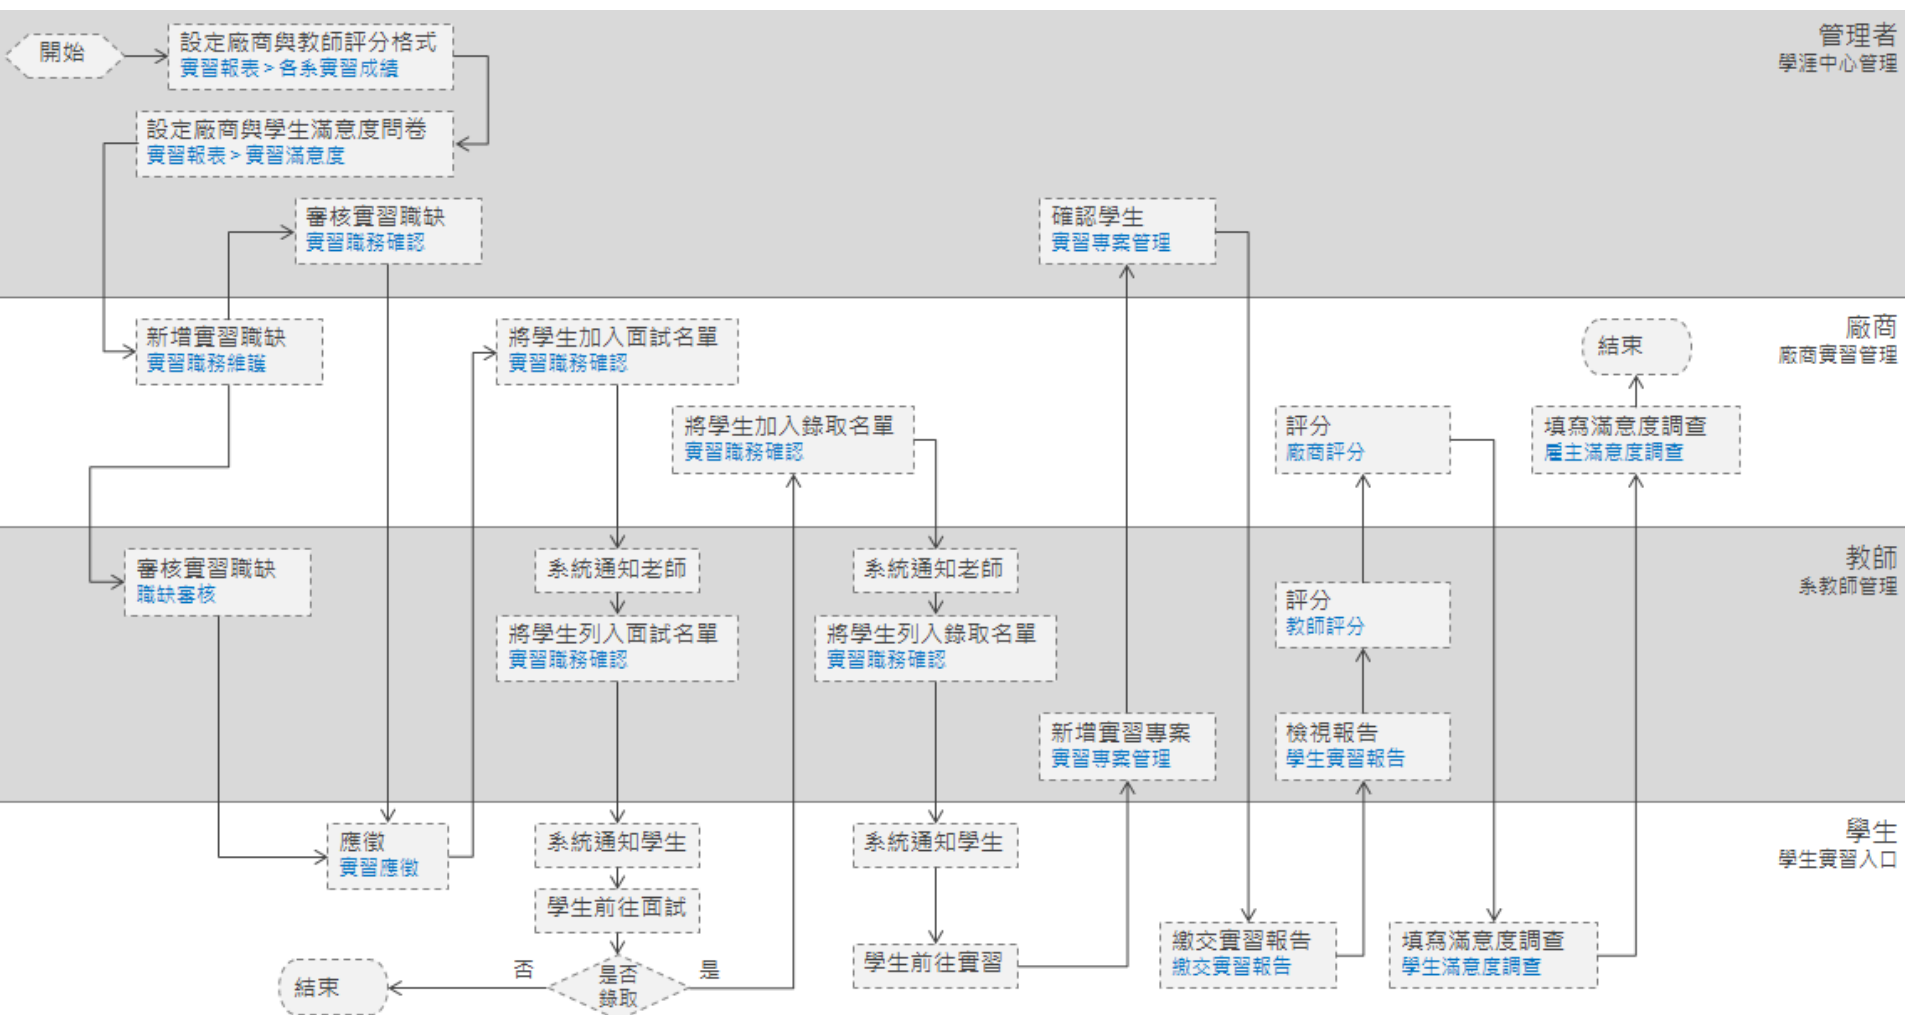 開始
設定廠商與教師評分格式
實習報表 > 各系實習成績
管理者
學涯中心管理
設定廠商與學生滿意度問卷
實習報表 > 實習滿意度
審核實習職缺
實習職務確認
確認學生
實習專案管理
新增實習職缺
實習職務維護
將學生加入面試名單
實習職務確認
結束
廠商
廠商實習管理
將學生加入錄取名單
實習職務確認
評分
廠商評分
填寫滿意度調查
雇主滿意度調查
審核實習職缺
職缺審核
系統通知老師
系統通知老師
教師
系教師管理
將學生列入面試名單
實習職務確認
將學生列入錄取名單
實習職務確認
評分
教師評分
新增實習專案
實習專案管理
檢視報告
學生實習報告
應徵
實習應徵
系統通知學生
系統通知學生
學生
學生實習入口
學生前往面試
學生前往實習
繳交實習報告
繳交實習報告
填寫滿意度調查
學生滿意度調查
結束
否
是否
錄取
是